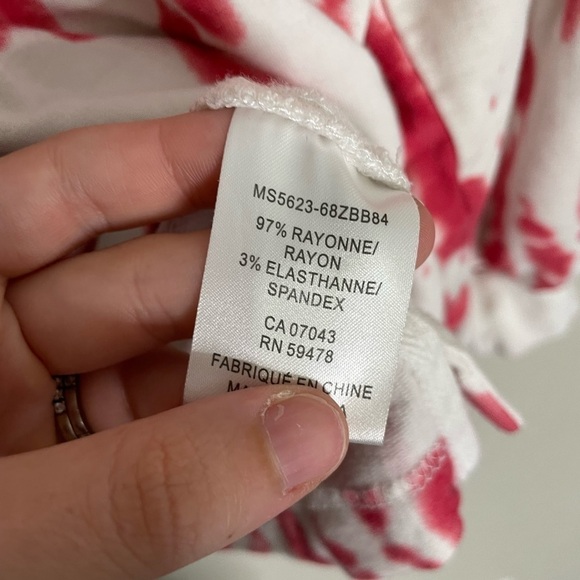 MS5623-68ZBB84
97% RAYONNE/
RAYON
3% ELASTHANNE/
SPANDEX
CA 07043
RN 59478
FABRIQUÉ EN CHINE